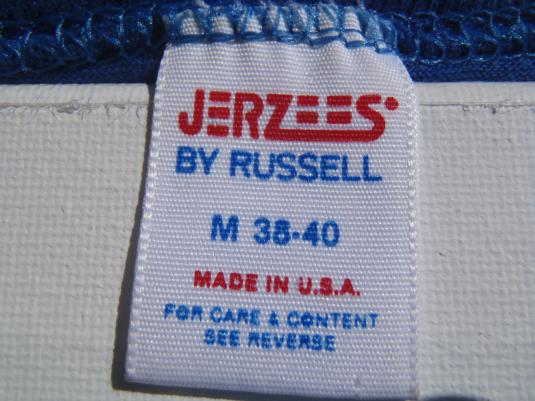 JERZEES
BY RUSSELL
M 38-40
MADE IN U.S.A.
FOR CARE & CONTENT
SEE REVERSE